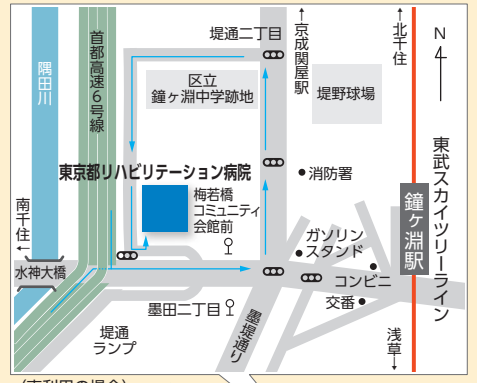 堤通二丁目
↑京成関屋駅
↑北千住
N
首都高速6号線
隅田川
区立
鐘ヶ淵中学跡地
堤野球場
東武スカイツリーライン
東京都リハビリテーション病院
消防署
梅若橋
コミュニティ
会館前
鐘ヶ淵駅
南千住↓
ガソリン
スタンド
水神大橋
コンビニ
交番
墨田二丁目
堤通
ランプ
墨堤通り
浅草↓
(車利用の場合)